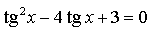 tg²x − 4 tg x + 3 = 0